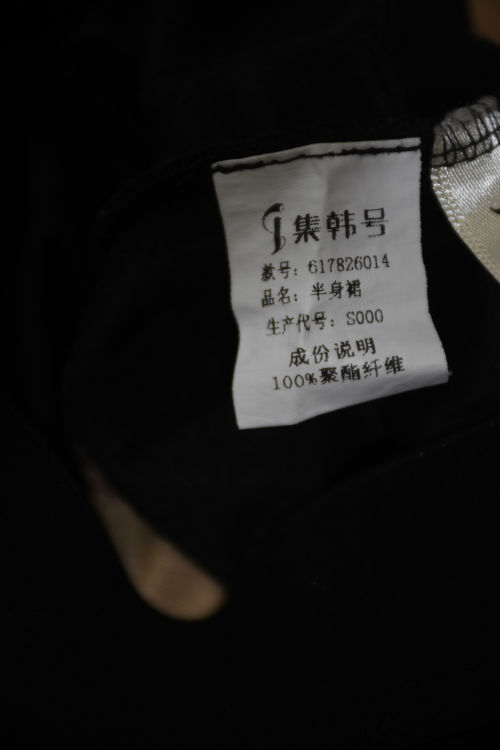 集韩号
款号：617826014
品名：半身裙
生产代号：S000
成份说明
100%聚酯纤维